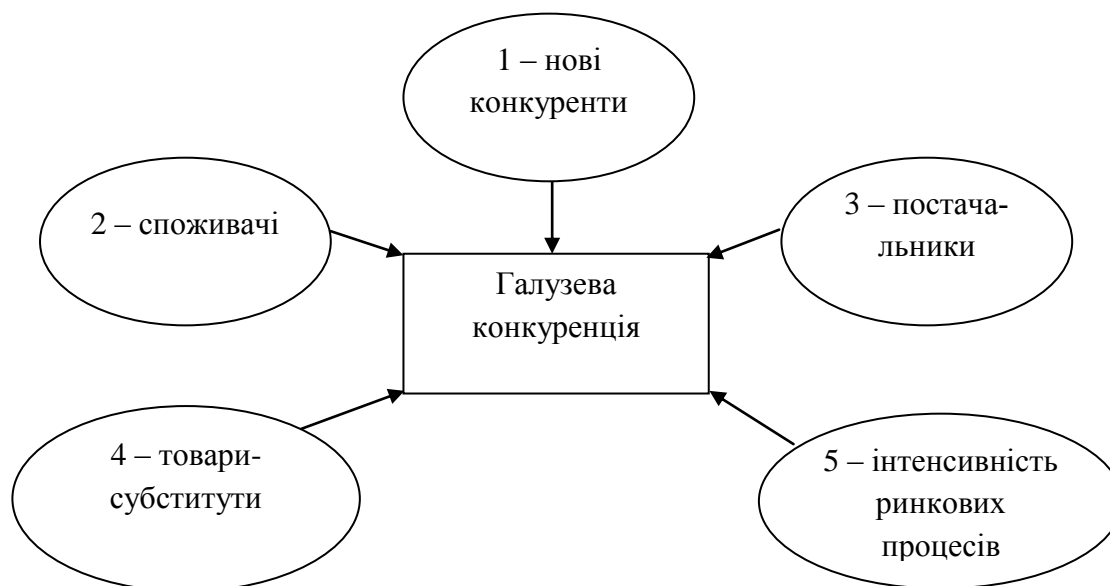 1 – нові
конкуренти
2 – споживачі
3 – постача-
льники
Галузева
конкуренція
4 – товари-
субститути
5 – інтенсивність
ринкових
процесів